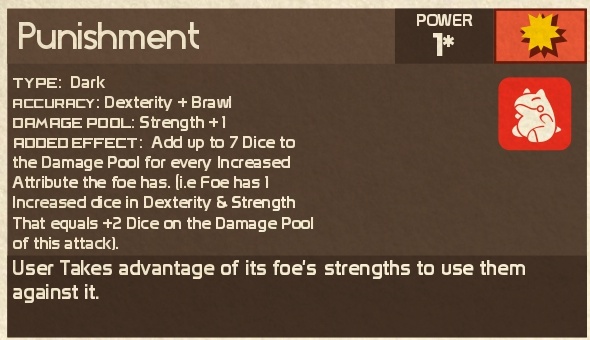 Punishment
POWER
1*
TYPE: Dark
ACCURACY: Dexterity + Brawl
DAMAGE POOL: Strength +1
ADDED EFFECT: Add up to 7 Dice to
the Damage Pool for every Increased
Attribute the foe has. (i.e Foe has 1
Increased dice in Dexterity & Strength
That equals +2 Dice on the Damage Pool
of this attack).
User Takes advantage of its foe's strengths to use them
against it.